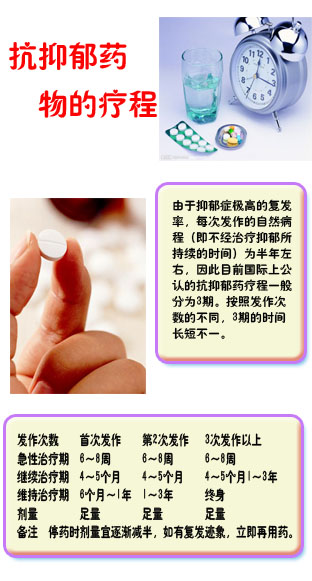 抗抑郁药
物的疗程
由于抑郁症极高的复发
率，每次发作的自然病
程（即不经治疗抑郁所
持续的时间）为半年左
右，因此目前国际上公
认的抗抑郁药疗程一般
分为3期。按照发作次
数的不同，3期的时间
长短不一。
发作次数 首次发作 第2次发作 3次发作以上
急性治疗期 6～8周 6～8周 6～8周
继续治疗期 4～5个月 4～5个月 4～5个月1～3年
维持治疗期 6个月～1年 1～3年 终身
剂量 足量 足量 足量
备注 停药时剂量宜逐渐减半，如有复发迹象，立即再用药。